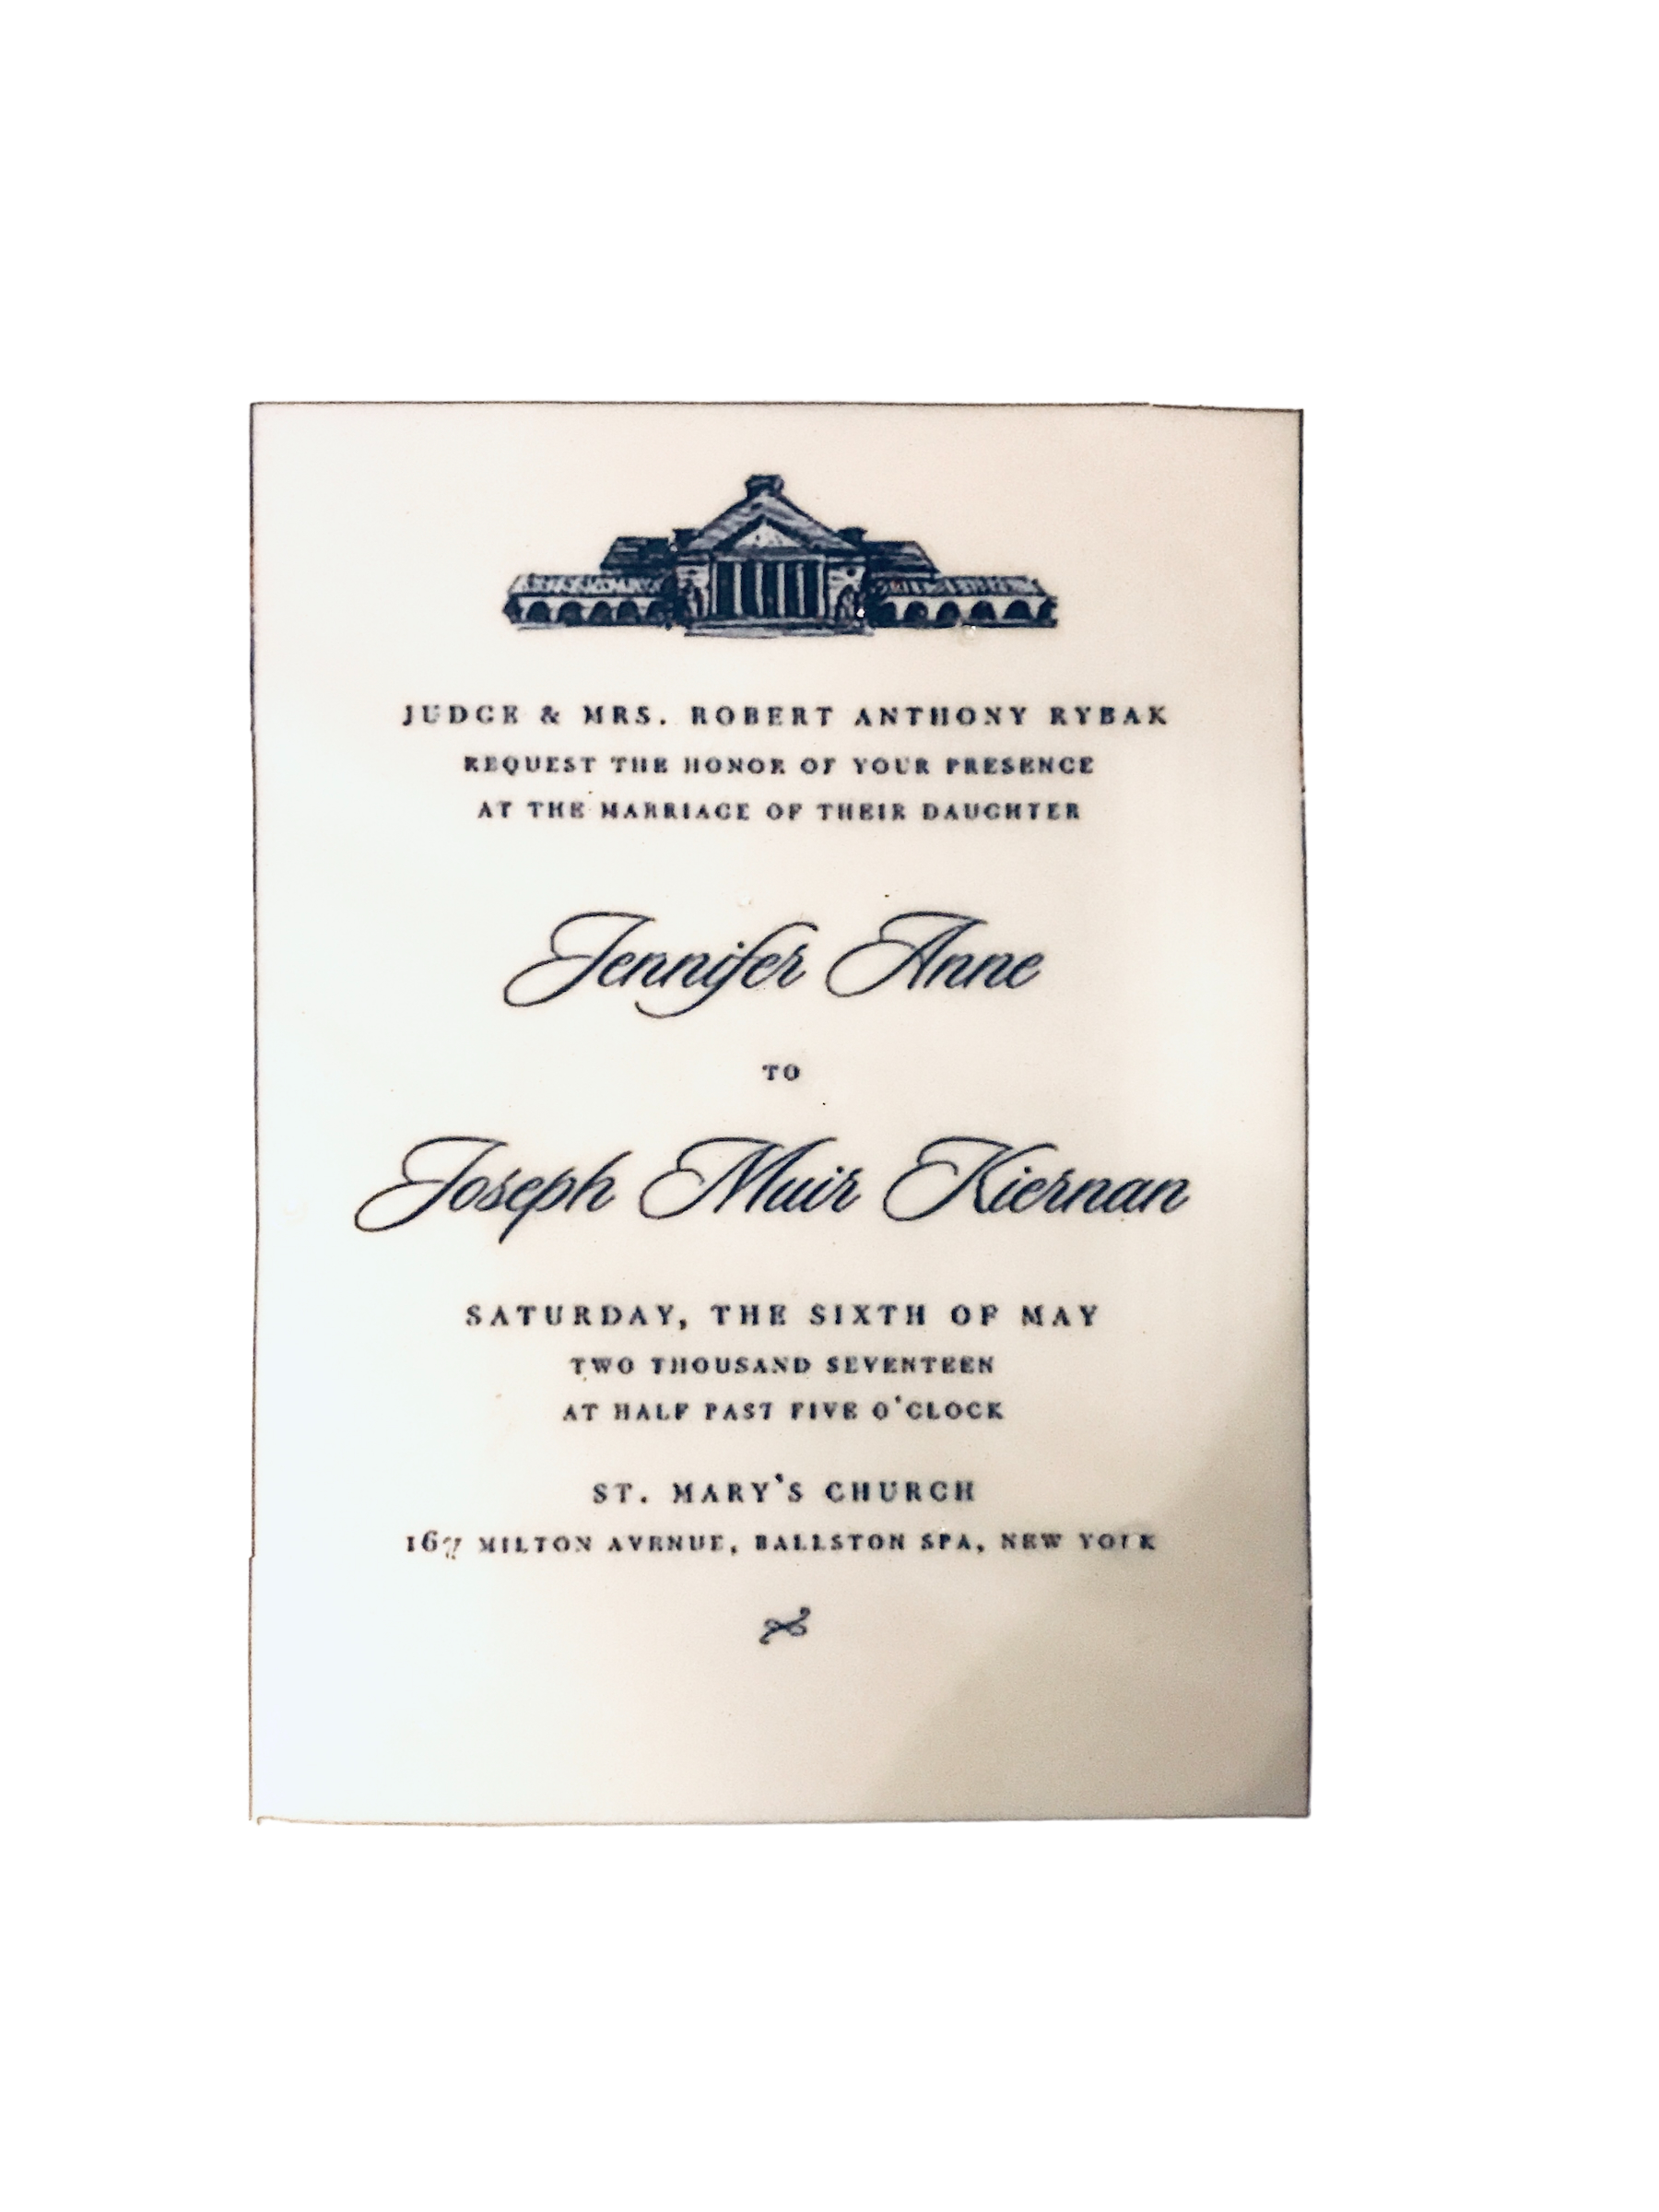 JUDGE & MRS. ROBERT ANTHONY RYBAK
REQUEST THE HONOR OF YOUR PRESENCE
AT THE MARRIAGE OF THEIR DAUGHTER
Jennifer Anne
TO
Joseph Muir Kiernan
SATURDAY, THE SIXTH OF MAY
TWO THOUSAND SEVENTEEN
AT HALF PAST FIVE O'CLOCK
ST. MARY'S CHURCH
167 MILTON AVENUE, BALLSTON SPA, NEW YORK